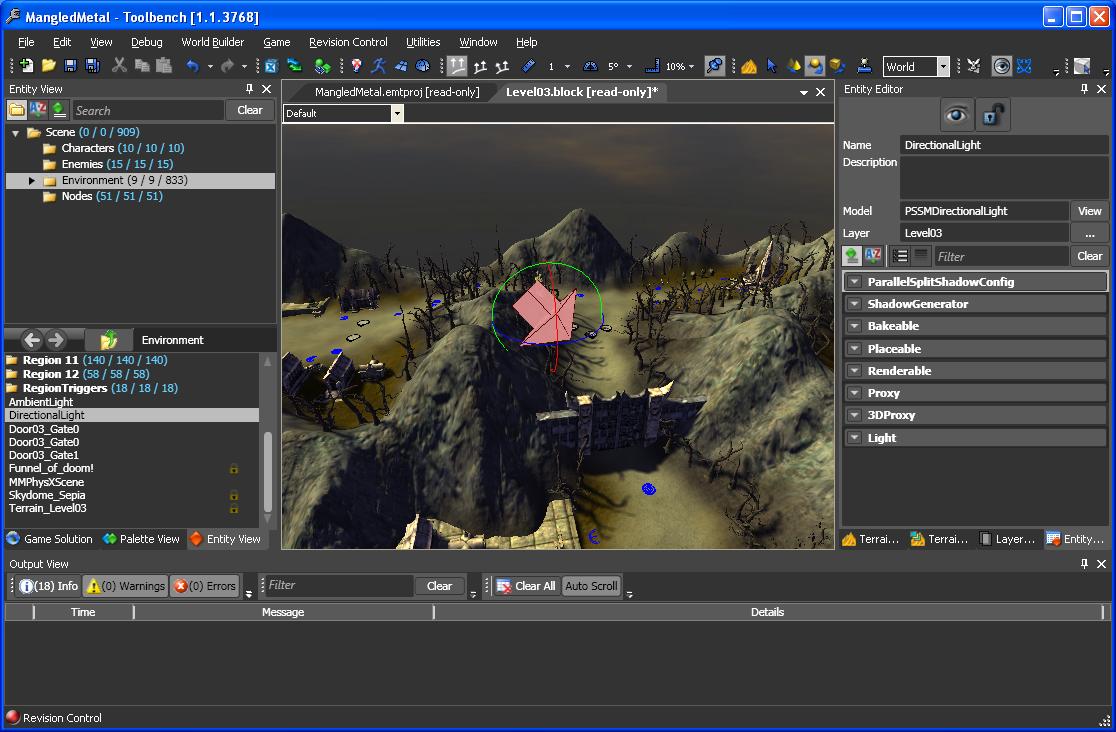 MangledMetal - Toolbench [1.1.3768]
File Edit View Debug World Builder Game Revision Control Utilities Window Help
1 5° 10% World
Entity View
Search Clear
Scene (0 / 0 / 909)
Characters (10 / 10 / 10)
Enemies (15 / 15 / 15)
Environment (9 / 9 / 833)
Nodes (51 / 51 / 51)
Environment
Region 11 (140 / 140 / 140)
Region 12 (58 / 58 / 58)
RegionTriggers (18 / 18 / 18)
AmbientLight
DirectionalLight
Door03_Gate0
Door03_Gate0
Door03_Gate1
Funnel_of_doom!
MMPhysXScene
Skydome_Sepia
Terrain_Level03
Game Solution Palette View Entity View
MangledMetal.emtproj [read-only] Level03.block [read-only]*
Default
Entity Editor
Name DirectionalLight
Description
Model PSSMDirectionalLight View
Layer Level03 ...
Filter Clear
ParallelSplitShadowConfig
ShadowGenerator
Bakeable
Placeable
Renderable
Proxy
3DProxy
Light
Terrai... Terrai... Layer... Entity...
Output View
(18) Info (0) Warnings (0) Errors Filter Clear Clear All Auto Scroll
Time Message Details
Revision Control